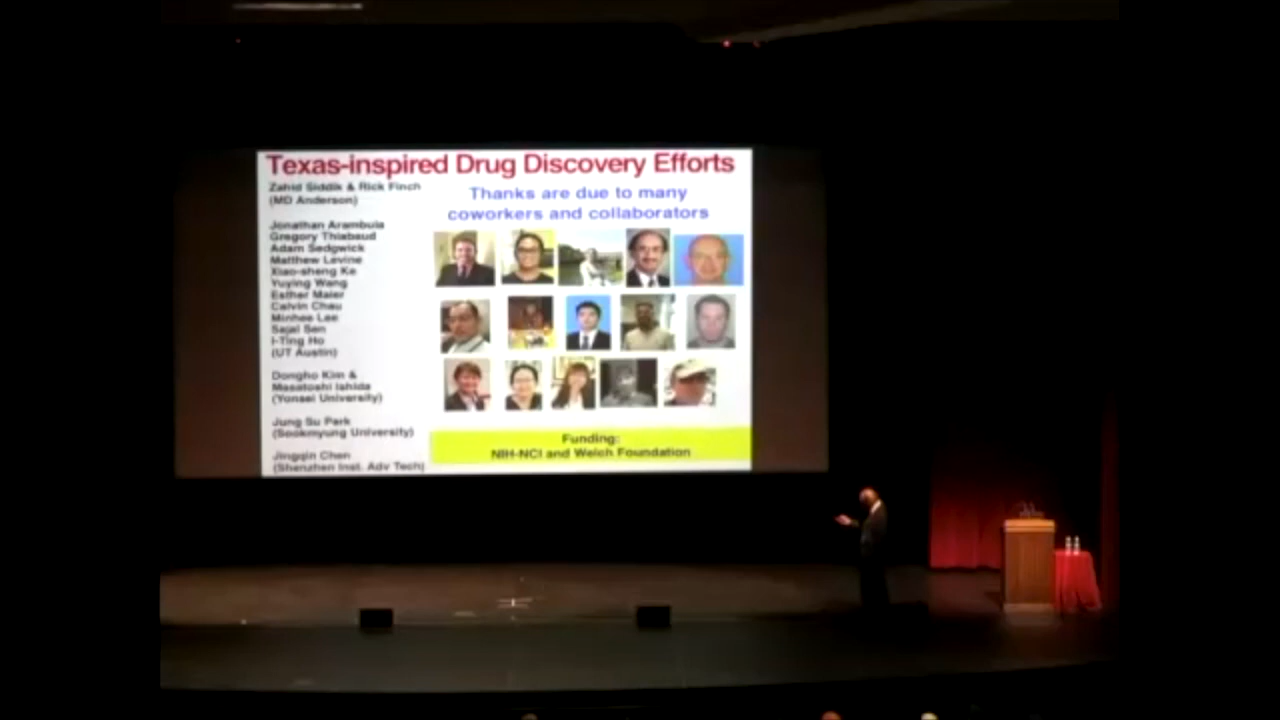 Texas-inspired Drug Discovery Efforts
Zahid Siddik & Rick Finch
(MD Anderson)
Thanks are due to many
coworkers and collaborators
Jonathan Arambula
Gregory Thiabaud
Adam Sedgwick
Matthew Levine
Xiao-sheng Ke
Yuying Wang
Esther Maier
Calvin Chau
Minhee Lee
Sajal Sen
I-Ting Ho
(UT Austin)
Dongho Kim &
Masatoshi Ishida
(Yonsei University)
Jung Su Park
(Sookmyung University)
Jingqin Chen
(Shenzhen Inst. Adv Tech)
Funding:
NIH-NCI and Welch Foundation